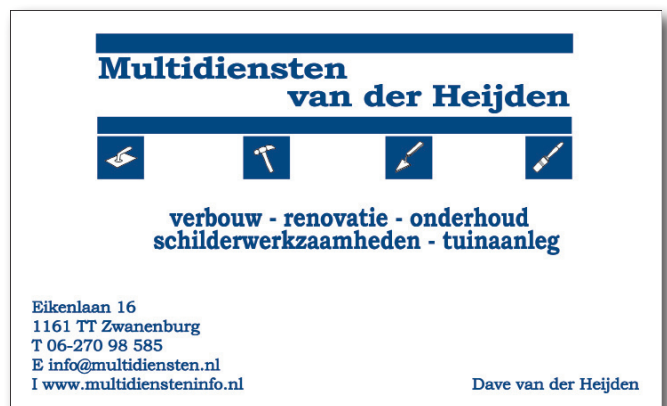 Multidiensten
van der Heijden
verbouw - renovatie - onderhoud
schilderwerkzaamheden - tuinaanleg
Eikenlaan 16
1161 TT Zwanenburg
T 06-270 98 585
E info@multidiensten.nl
I www.multidiensteninfo.nl
Dave van der Heijden